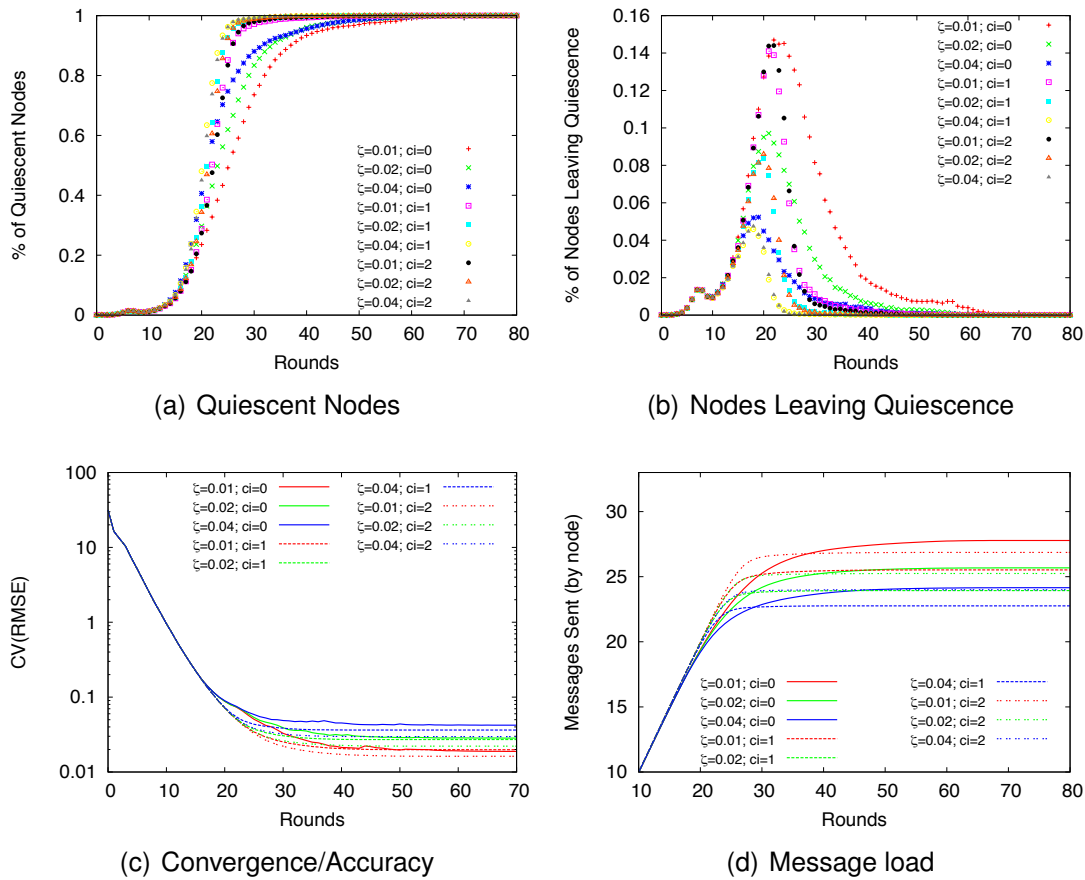 % of Quiescent Nodes
1
0.8
0.6
0.4
0.2
0
0 10 20 30 40 50 60 70 80
Rounds
ζ=0.01; ci=0
ζ=0.02; ci=0
ζ=0.04; ci=0
ζ=0.01; ci=1
ζ=0.02; ci=1
ζ=0.04; ci=1
ζ=0.01; ci=2
ζ=0.02; ci=2
ζ=0.04; ci=2
(a) Quiescent Nodes
% of Nodes Leaving Quiescence
0.16
0.14
0.12
0.1
0.08
0.06
0.04
0.02
0
0 10 20 30 40 50 60 70 80
Rounds
ζ=0.01; ci=0
ζ=0.02; ci=0
ζ=0.04; ci=0
ζ=0.01; ci=1
ζ=0.02; ci=1
ζ=0.04; ci=1
ζ=0.01; ci=2
ζ=0.02; ci=2
ζ=0.04; ci=2
(b) Nodes Leaving Quiescence
CV(RMSE)
100
10
1
0.1
0.01
0 10 20 30 40 50 60 70
Rounds
ζ=0.01; ci=0
ζ=0.02; ci=0
ζ=0.04; ci=0
ζ=0.01; ci=1
ζ=0.02; ci=1
ζ=0.04; ci=1
ζ=0.01; ci=2
ζ=0.02; ci=2
ζ=0.04; ci=2
(c) Convergence/Accuracy
Messages Sent (by node)
30
25
20
15
10
10 20 30 40 50 60 70 80
Rounds
ζ=0.01; ci=0
ζ=0.02; ci=0
ζ=0.04; ci=0
ζ=0.01; ci=1
ζ=0.02; ci=1
ζ=0.04; ci=1
ζ=0.01; ci=2
ζ=0.02; ci=2
ζ=0.04; ci=2
(d) Message load